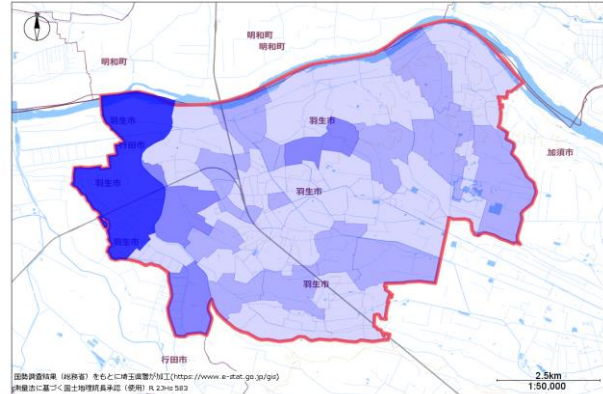 明和町
明和町
明和町
羽生市
羽生市
行田市
加須市
羽生市
羽生市
羽生市
羽生市
行田市
国勢調査結果（総務省）をもとに埼玉県警が加工(https://www.e-stat.go.jp/gis)
測量法に基づく国土地理院長承認（使用）R 2JHs 583
2.5km
1:50,000